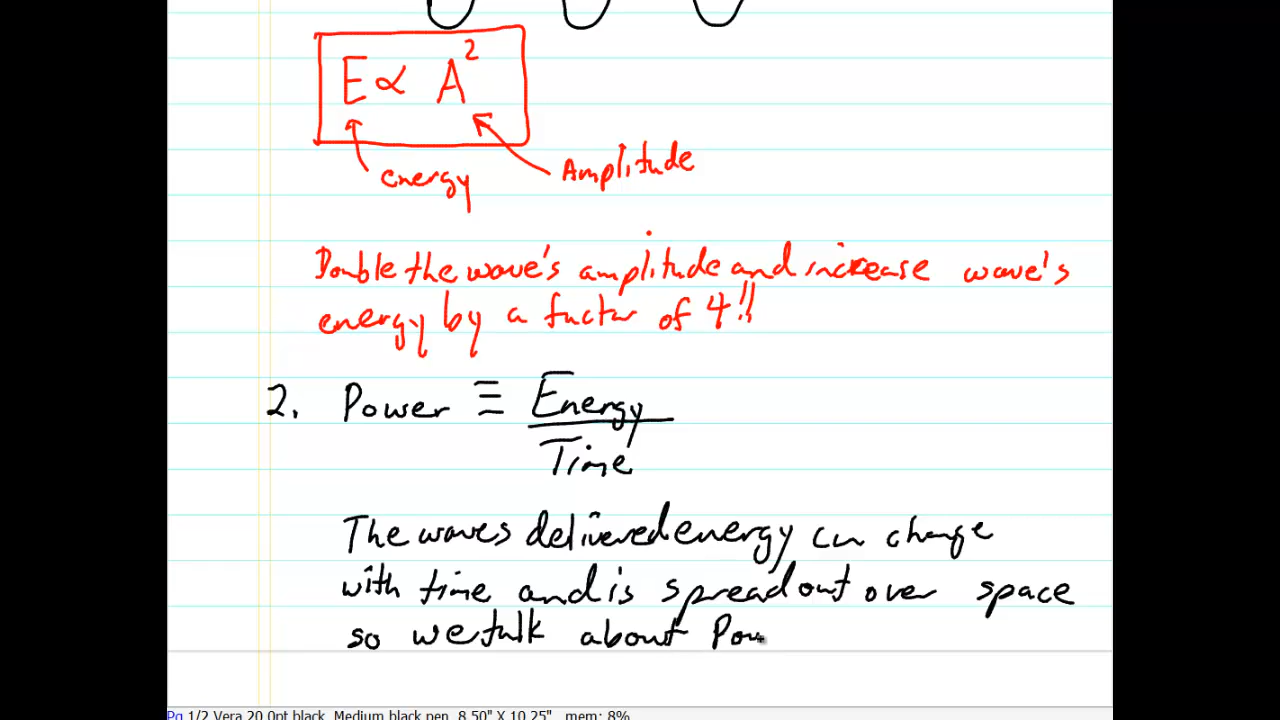 E ∝ A²
energy
Amplitude
Double the wave's amplitude and increase wave's
energy by a factor of 4!!
2. Power ≡ Energy
Time
The waves delivered energy can change
with time and is spread out over space
so we talk about Pow
Pg 1/2 Vera 20.0pt black Medium black pen 8.50" X 10.25" mem: 8%